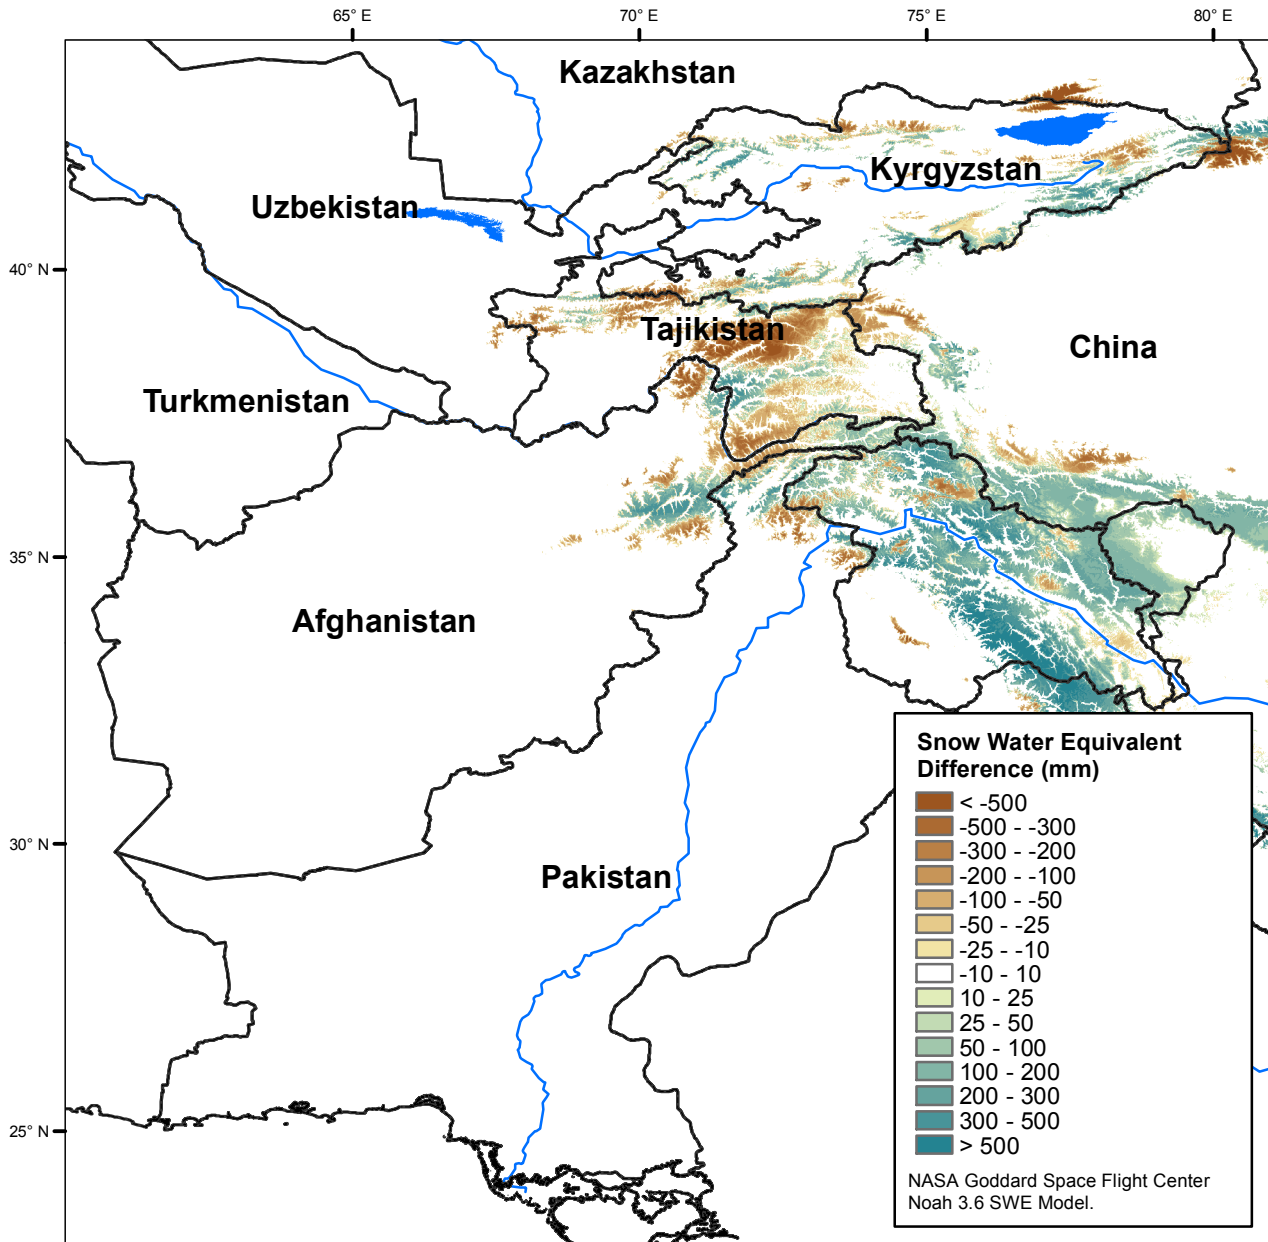 65° E
70° E
75° E
80° E
Kazakhstan
Kyrgyzstan
Uzbekistan
40° N
Tajikistan
China
Turkmenistan
35° N
Afghanistan
30° N
Pakistan
25° N
Snow Water Equivalent
Difference (mm)
< -500
-500 - -300
-300 - -200
-200 - -100
-100 - -50
-50 - -25
-25 - -10
-10 - 10
10 - 25
25 - 50
50 - 100
100 - 200
200 - 300
300 - 500
> 500
NASA Goddard Space Flight Center
Noah 3.6 SWE Model.